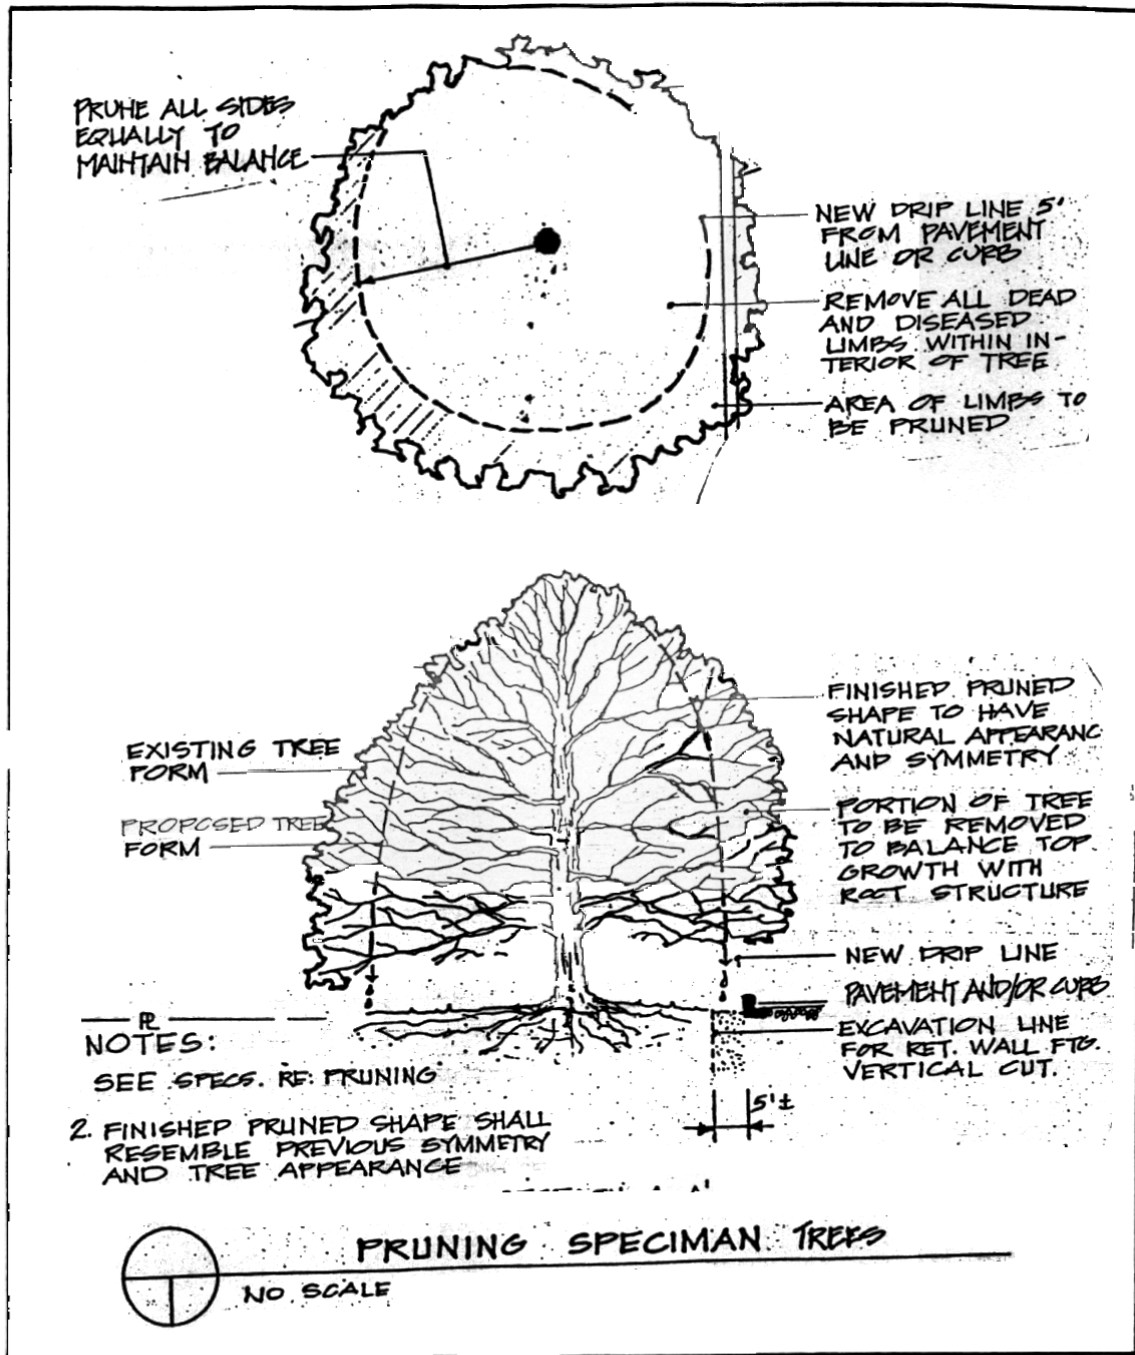 PRUNE ALL SIDES
EQUALLY TO
MAINTAIN BALANCE
NEW DRIP LINE 5'
FROM PAVEMENT
LINE OR CURB
REMOVE ALL DEAD
AND DISEASED
LIMBS WITHIN IN-
TERIOR OF TREE
AREA OF LIMBS TO
BE PRUNED
EXISTING TREE
FORM
PROPOSED TREE
FORM
FINISHED PRUNED
SHAPE TO HAVE
NATURAL APPEARANC
AND SYMMETRY
PORTION OF TREE
TO BE REMOVED
TO BALANCE TOP
GROWTH WITH
ROOT STRUCTURE
NEW DRIP LINE
PAVEMENT AND/OR CURB
EXCAVATION LINE
FOR RET. WALL FTG.
VERTICAL CUT.
5'±
PL
NOTES:
SEE SPECS. RE: PRUNING
2. FINISHED PRUNED SHAPE SHALL
RESEMBLE PREVIOUS SYMMETRY
AND TREE APPEARANCE
PRUNING SPECIMAN TREES
NO SCALE